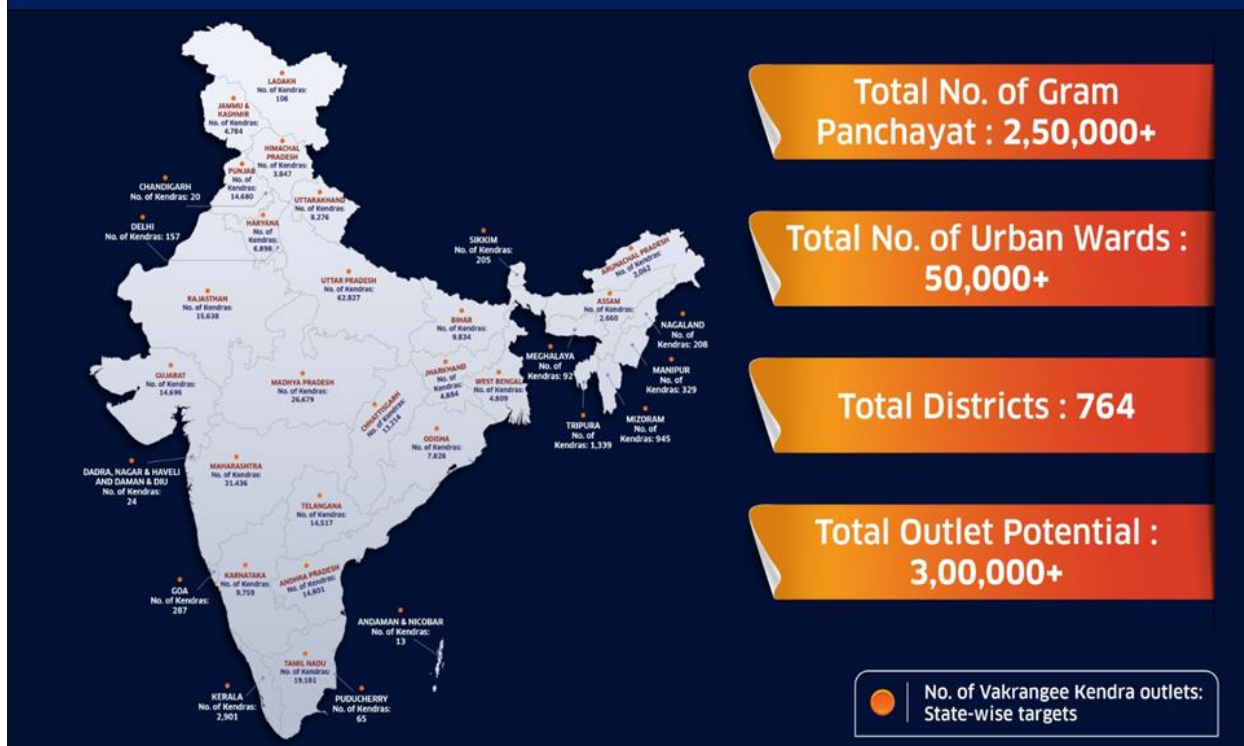 LADAKH
No. of Kendras:
106
JAMMU &
KASHMIR
No. of Kendras:
4,784
HIMACHAL
PRADESH
No. of Kendras:
3,847
PUNJAB
No. of
Kendras:
14,680
CHANDIGARH
No. of Kendras: 20
UTTARAKHAND
No. of Kendras:
8,276
DELHI
No. of Kendras: 157
HARYANA
No. of
Kendras:
6,898
SIKKIM
No. of Kendras:
205
ARUNACHAL PRADESH
No. of Kendras:
2,062
UTTAR PRADESH
No. of Kendras:
62,827
RAJASTHAN
No. of Kendras:
15,638
ASSAM
No. of Kendras:
2,660
BIHAR
No. of Kendras:
9,834
NAGALAND
No. of
Kendras: 208
MEGHALAYA
No. of
Kendras: 92
MANIPUR
No. of
Kendras: 329
GUJARAT
No. of Kendras:
14,696
MADHYA PRADESH
No. of Kendras:
26,679
JHARKHAND
No. of
Kendras:
4,884
WEST BENGAL
No. of Kendras:
4,809
CHHATTISGARH
No. of Kendras:
13,214
TRIPURA
No. of
Kendras: 1,339
MIZORAM
No. of
Kendras: 945
ODISHA
No. of Kendras:
7,828
DADRA, NAGAR & HAVELI
AND DAMAN & DIU
No. of Kendras:
24
MAHARASHTRA
No. of Kendras:
31,436
TELANGANA
No. of Kendras:
14,517
GOA
No. of Kendras:
287
KARNATAKA
No. of Kendras:
9,759
ANDHRA PRADESH
No. of Kendras:
14,801
ANDAMAN & NICOBAR
No. of Kendras:
13
TAMIL NADU
No. of Kendras:
19,181
KERALA
No. of Kendras:
2,901
PUDUCHERRY
No. of Kendras:
65
Total No. of Gram
Panchayat : 2,50,000+
Total No. of Urban Wards :
50,000+
Total Districts : 764
Total Outlet Potential :
3,00,000+
No. of Vakrangee Kendra outlets:
State-wise targets